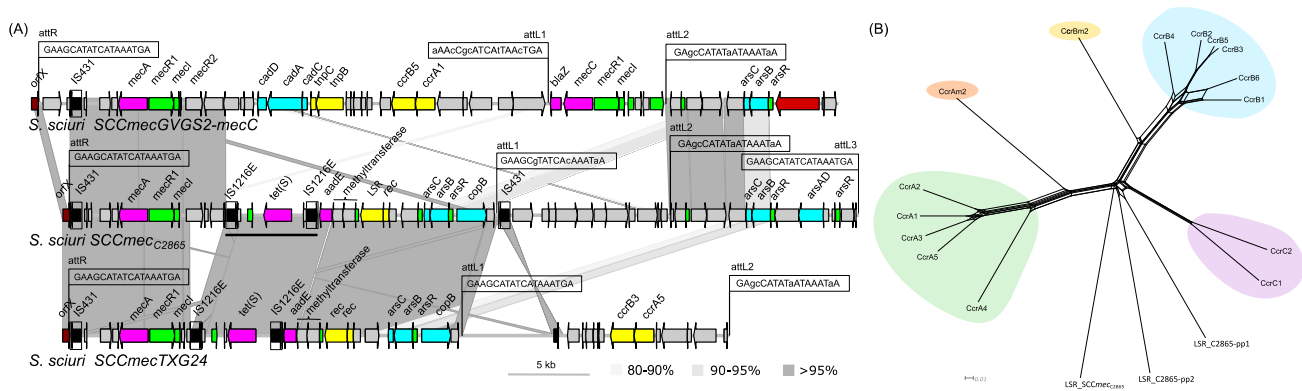 (A)
attR
GAAGCATATCATAAATGA
attL1
aAAcCgcATCAtTAAcTGA
attL2
GAgcCATATaATAAATaA
orfX IS431 mecA mecR1 mecI mecR2 cadD cadA cadC tnpC tnpB ccrB5 ccrA1 blaZ mecC mecR1 mecI arsC arsB arsR
S. sciuri SCCmecGVGS2-mecC
attR
GAAGCATATCATAAATGA
attL1
GAAGCgTATCAcAAATaA
attL2
GAgcCATATaATAAATaA
attL3
GAAGCATATCATAAATGA
orfX IS431 mecA mecR1 mecI IS1216E tet(S) IS1216E aadE methyltransferase LSR rec arsC arsB arsR copB IS431 arsC arsB arsR arsAD arsR
S. sciuri SCCmecC2865
attR
GAAGCATATCATAAATGA
attL1
GAAGCATATCATAAATGA
attL2
GAgcCATATaATAAATaA
orfX IS431 mecA mecR1 mecI IS1216E tet(S) IS1216E aadE methyltransferase rec rec arsC arsB arsR copB ccrB3 ccrA5
S. sciuri SCCmecTXG24
5 kb
80-90% 90-95% >95%
(B)
CcrBm2
CcrB4
CcrB2
CcrB5
CcrB3
CcrB6
CcrB1
CcrAm2
CcrA2
CcrA1
CcrA3
CcrA5
CcrA4
CcrC2
CcrC1
LSR_C2865-pp1
LSR_C2865-pp2
LSR_SCCmecC2865
0.01